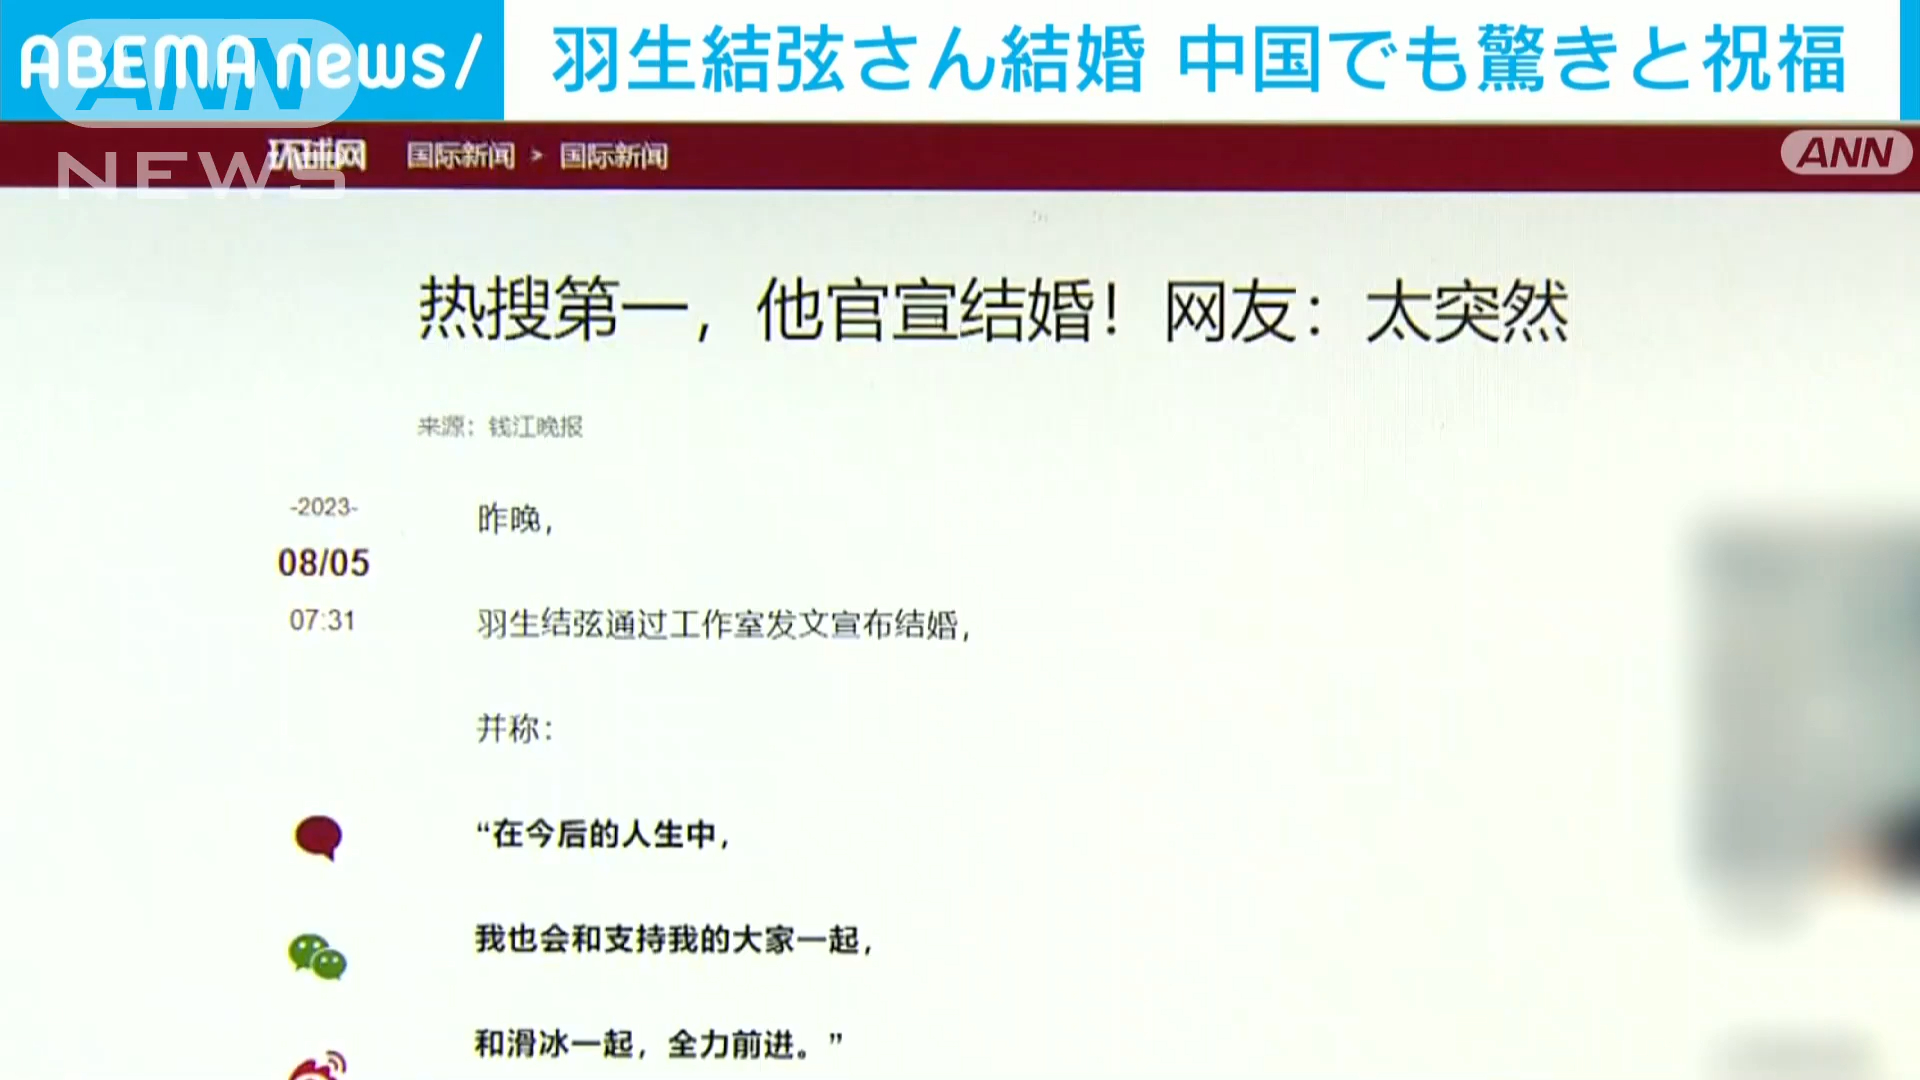 ABEMA news/
羽生結弦さん結婚 中国でも驚きと祝福
ANN
NEWS
环球网 国际新闻 > 国际新闻
ANN
热搜第一，他官宣结婚！网友：太突然
来源：钱江晚报
-2023-
08/05
07:31
昨晚，
羽生结弦通过工作室发文宣布结婚，
并称：
“在今后的人生中，
我也会和支持我的大家一起，
和滑冰一起，全力前进。”